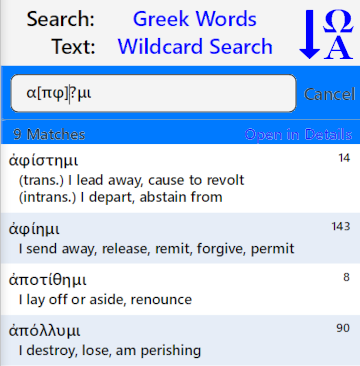 Search: Greek Words
Text: Wildcard Search
Ω
Α
α[πφ]?μι
Cancel
9 Matches Open in Details
ἀφίστημι 14
(trans.) I lead away, cause to revolt
(intrans.) I depart, abstain from
ἀφίημι 143
I send away, release, remit, forgive, permit
ἀποτίθημι 8
I lay off or aside, renounce
ἀπόλλυμι 90
I destroy, lose, am perishing